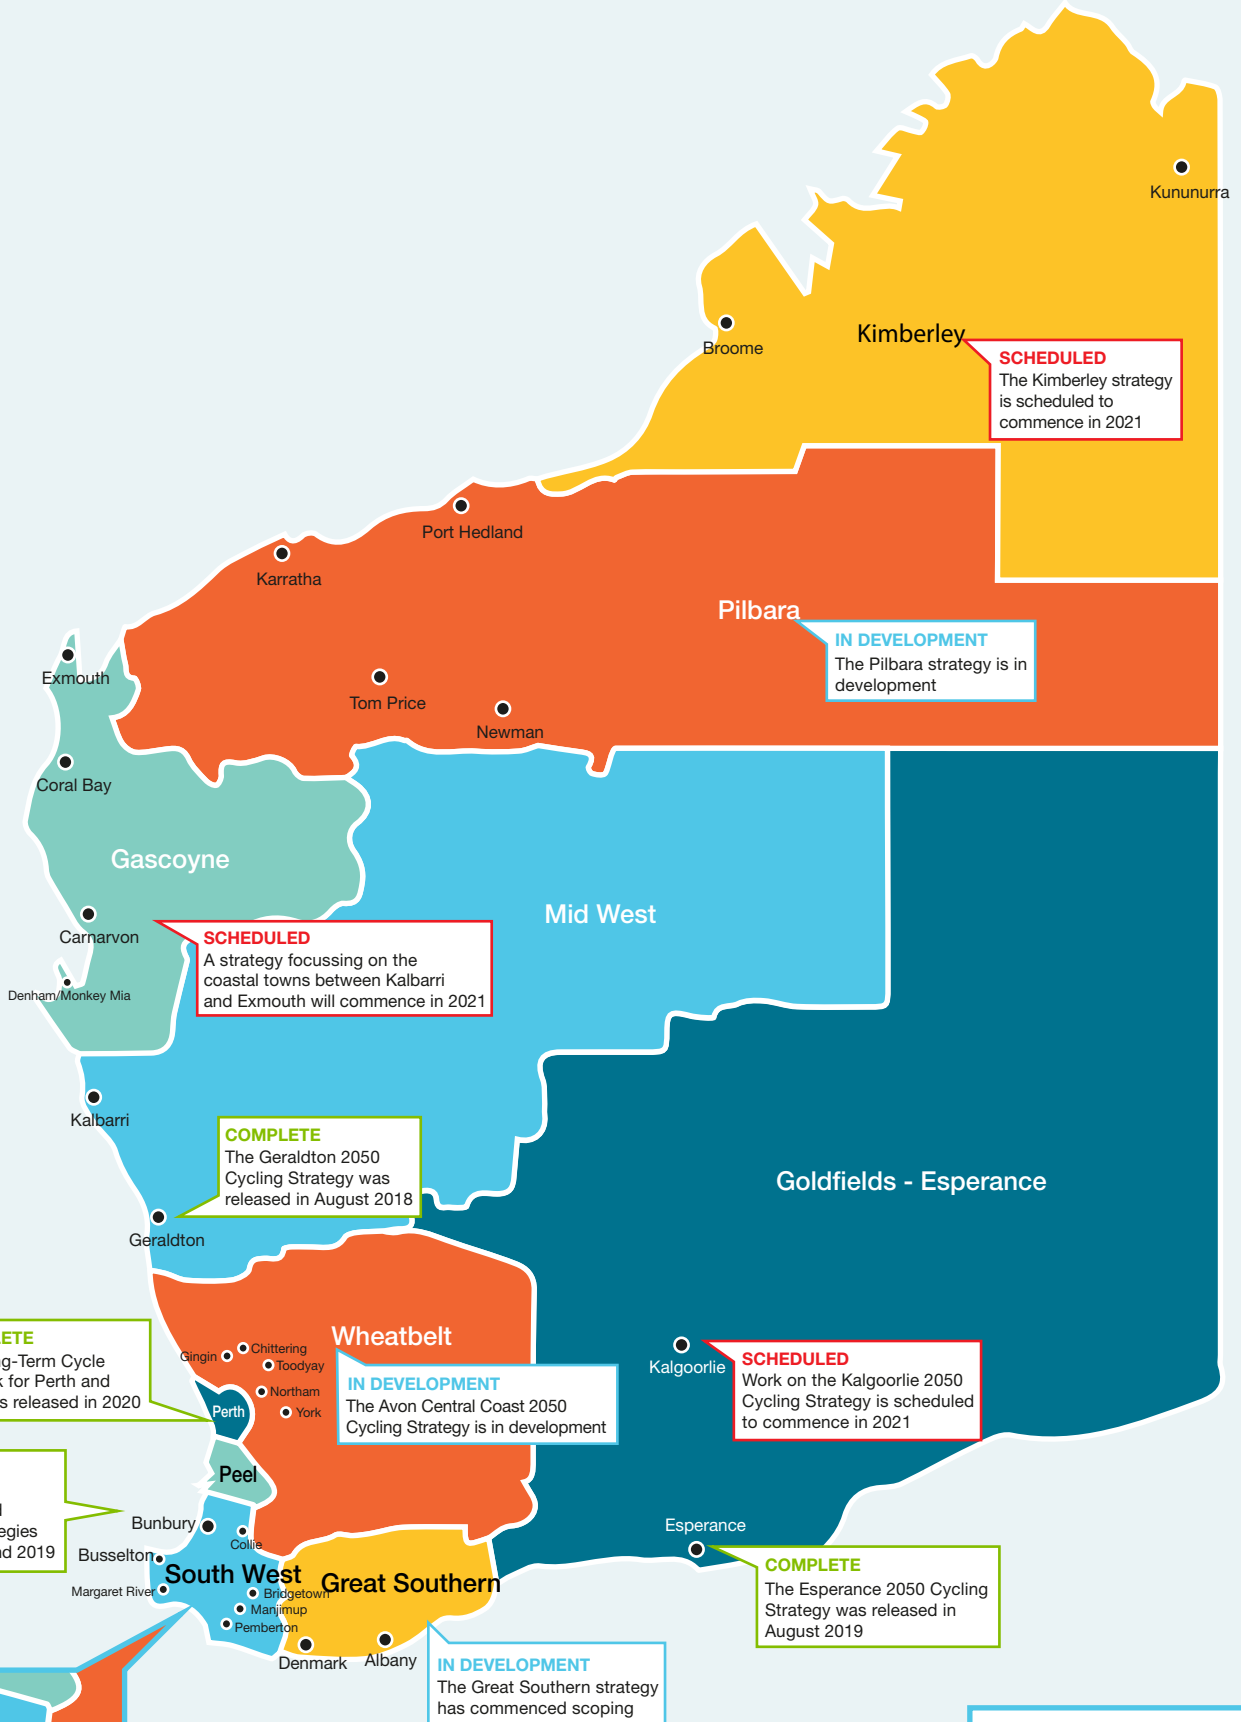 Kununurra
Broome
Kimberley
SCHEDULED
The Kimberley strategy
is scheduled to
commence in 2021
Port Hedland
Karratha
Pilbara
IN DEVELOPMENT
The Pilbara strategy is in
development
Exmouth
Tom Price
Newman
Coral Bay
Gascoyne
Mid West
Carnarvon
SCHEDULED
A strategy focussing on the
coastal towns between Kalbarri
and Exmouth will commence in 2021
Denham/Monkey Mia
Kalbarri
COMPLETE
The Geraldton 2050
Cycling Strategy was
released in August 2018
Goldfields - Esperance
Geraldton
Wheatbelt
Gingin
Chittering
Toodyay
Northam
York
Perth
IN DEVELOPMENT
The Avon Central Coast 2050
Cycling Strategy is in development
Kalgoorlie
SCHEDULED
Work on the Kalgoorlie 2050
Cycling Strategy is scheduled
to commence in 2021
for Perth and
released in 2020
Cycle
Peel
2019
Bunbury
Collie
Busselton
South West
Margaret River
Bridgetown
Manjimup
Pemberton
Great Southern
Denmark
Albany
IN DEVELOPMENT
The Great Southern strategy
has commenced scoping
Esperance
COMPLETE
The Esperance 2050 Cycling
Strategy was released in
August 2019